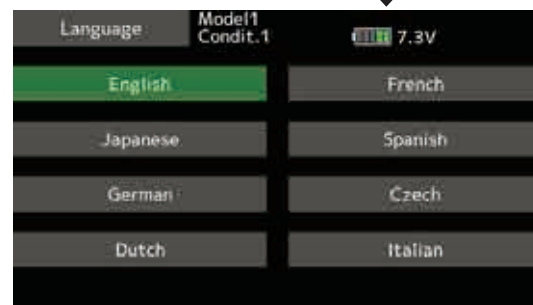 Language
Model1
Condit.1
7.3V
English
French
Japanese
Spanish
German
Czech
Dutch
Italian